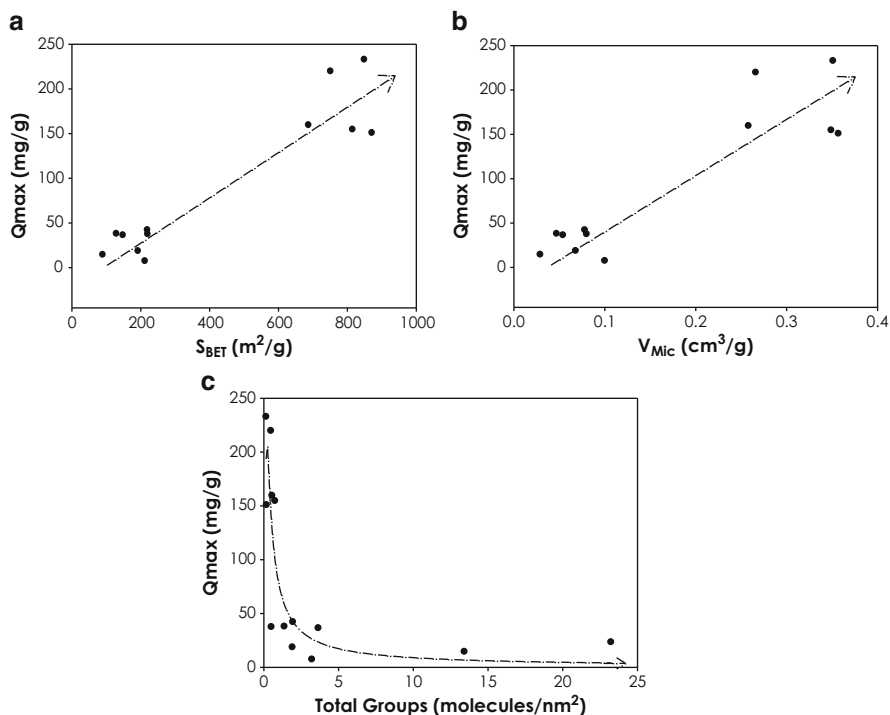 a
250
200
150
100
50
0
Qmax (mg/g)
0 200 400 600 800 1000
S_BET (m²/g)
b
250
200
150
100
50
0
Qmax (mg/g)
0.0 0.1 0.2 0.3 0.4
V_Mic (cm³/g)
c
250
200
150
100
50
0
Qmax (mg/g)
0 5 10 15 20 25
Total Groups (molecules/nm²)